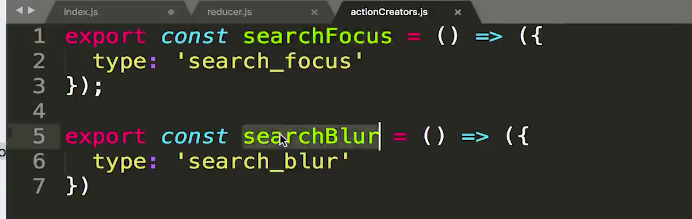 index.js reducer.js actionCreators.js
1 export const searchFocus = () => ({
2 type: 'search_focus'
3 });
4
5 export const searchBlur = () => ({
6 type: 'search_blur'
7 })